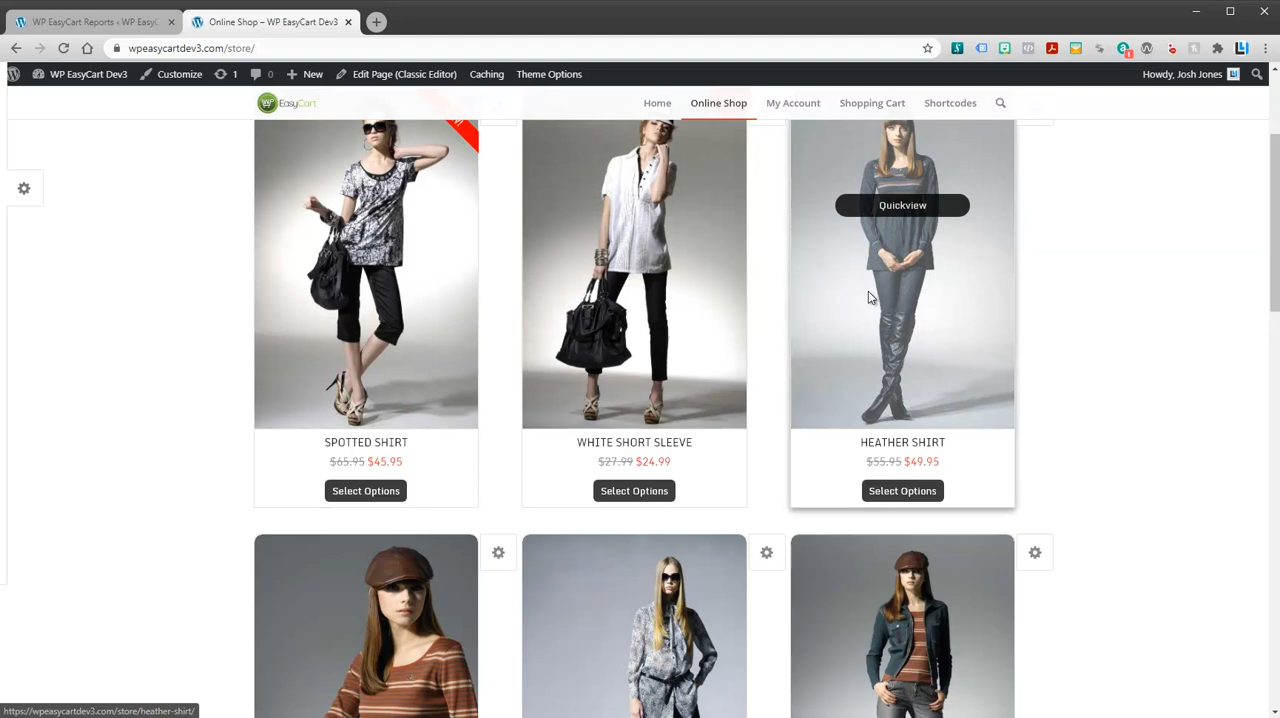 WP EasyCart Reports ‹ WP EasyC
Online Shop – WP EasyCart Dev3
wpeasycartdev3.com/store/
WP EasyCart Dev3
Customize
1
0
New
Edit Page (Classic Editor)
Caching
Theme Options
Howdy, Josh Jones
WP EasyCart
Home
Online Shop
My Account
Shopping Cart
Shortcodes
Quickview
SPOTTED SHIRT
WHITE SHORT SLEEVE
HEATHER SHIRT
$65.95 $45.95
$27.99 $24.99
$55.95 $49.95
Select Options
Select Options
Select Options
https://wpeasycartdev3.com/store/heather-shirt/